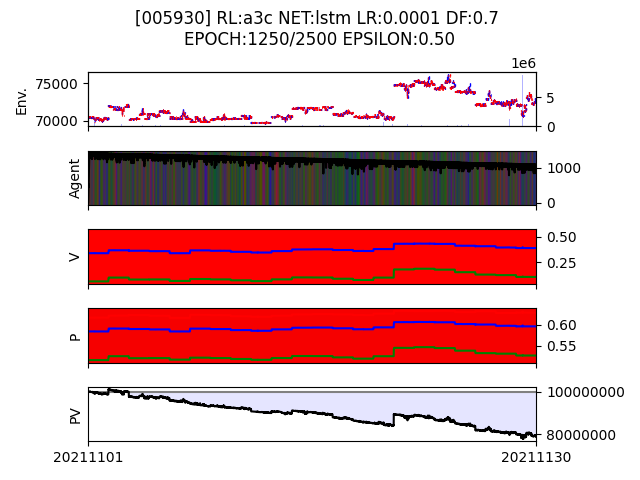 [005930] RL:a3c NET:lstm LR:0.0001 DF:0.7
EPOCH:1250/2500 EPSILON:0.50
1e6
Env.
75000
70000
5
0
Agent
1000
0
V
0.50
0.25
P
0.60
0.55
PV
100000000
80000000
20211101
20211130